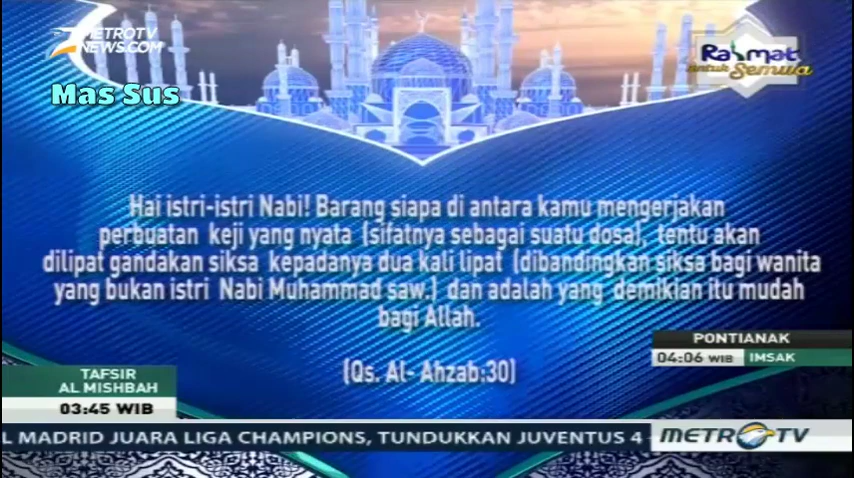 METROTV
NEWS.COM
Rahmat
untuk Semua
Mas Sus
Hai istri-istri Nabi! Barang siapa di antara kamu mengerjakan
perbuatan keji yang nyata (sifatnya sebagai suatu dosa), tentu akan
dilipat gandakan siksa kepadanya dua kali lipat (dibandingkan siksa bagi wanita
yang bukan istri Nabi Muhammad saw.) dan adalah yang demikian itu mudah
bagi Allah.
(Qs. Al- Ahzab:30)
PONTIANAK
04:06 WIB IMSAK
TAFSIR
AL MISHBAH
03:45 WIB
L MADRID JUARA LIGA CHAMPIONS, TUNDUKKAN JUVENTUS 4 -
METRO TV